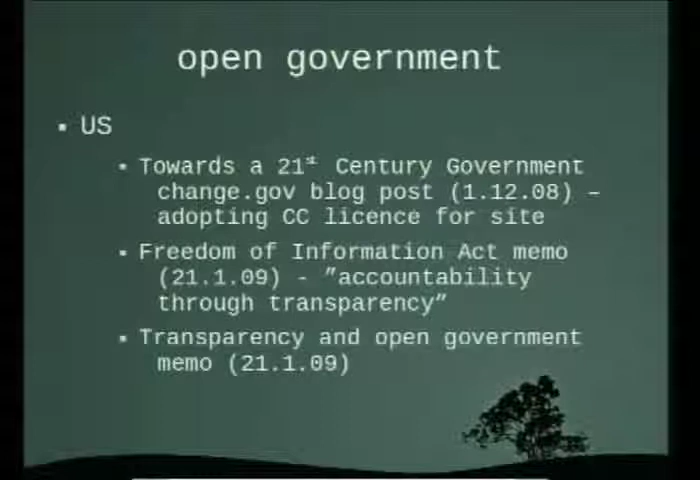 open government
▪ US
▪ Towards a 21st Century Government
change.gov blog post (1.12.08) –
adopting CC licence for site
▪ Freedom of Information Act memo
(21.1.09) - ”accountability
through transparency”
▪ Transparency and open government
memo (21.1.09)